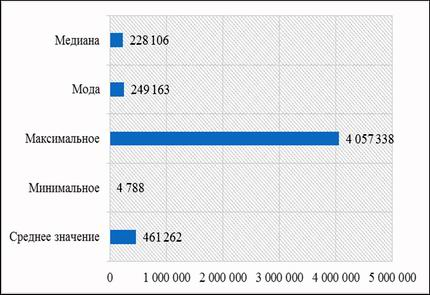 Медиана 228 106
Мода 249 163
Максимальное 4 057 338
Минимальное 4 788
Среднее значение 461 262
0 1 000 000 2 000 000 3 000 000 4 000 000 5 000 000